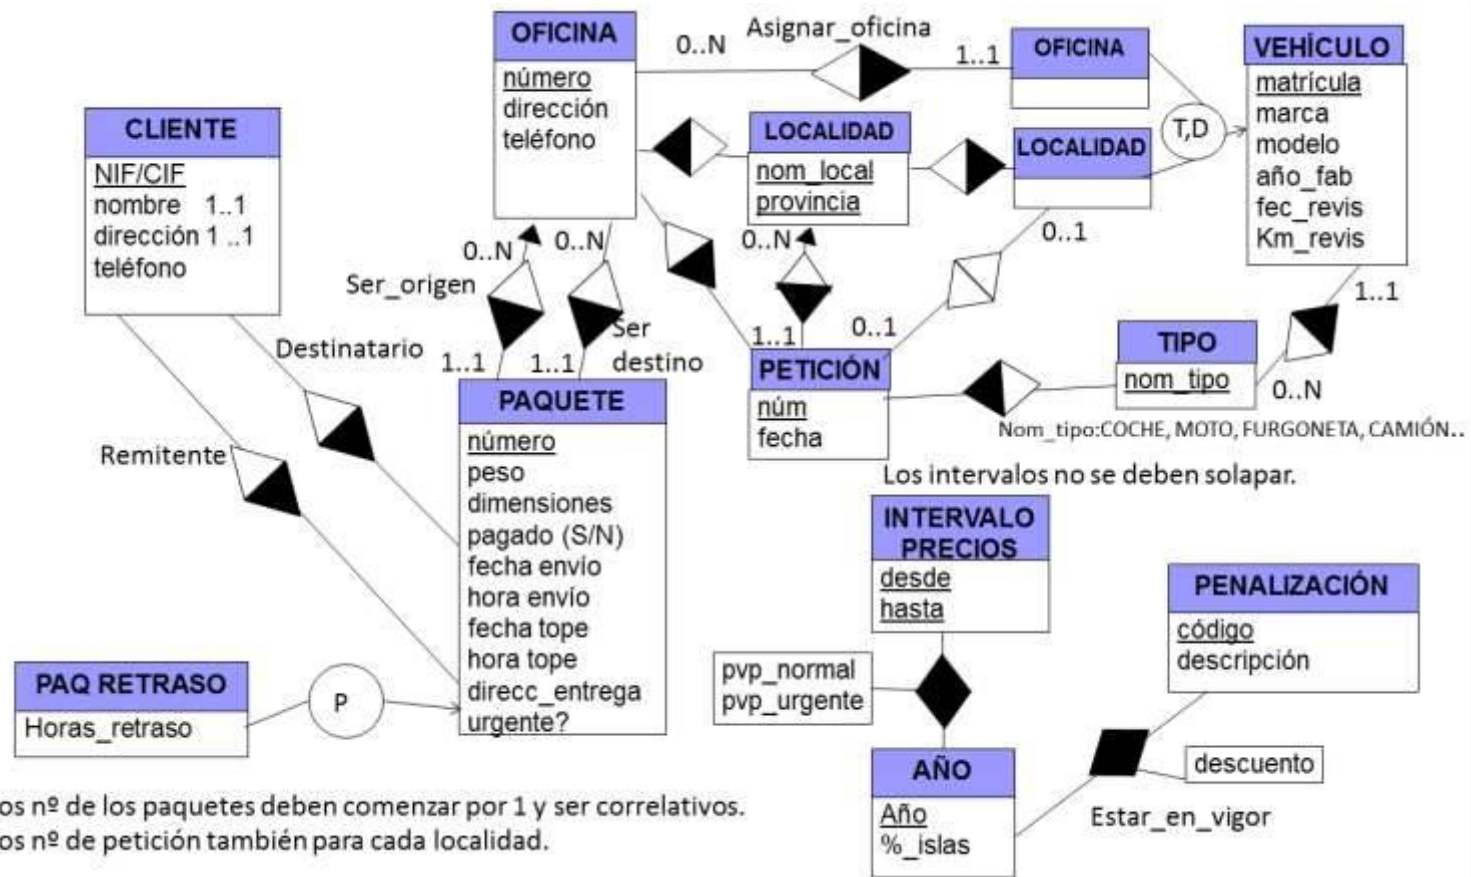 OFICINA
número
dirección
teléfono
0..N
Asignar_oficina
1..1
OFICINA
VEHÍCULO
matrícula
marca
modelo
año_fab
fec_revis
Km_revis
T,D
CLIENTE
NIF/CIF
nombre 1..1
dirección 1 ..1
teléfono
LOCALIDAD
nom_local
provincia
LOCALIDAD
0..N
0..N
0..N
0..1
Ser_origen
1..1
Destinatario
1..1
1..1
Ser
destino
1..1
0..1
PETICIÓN
núm
fecha
TIPO
nom_tipo
0..N
Nom_tipo:COCHE, MOTO, FURGONETA, CAMIÓN..
Remitente
PAQUETE
número
peso
dimensiones
pagado (S/N)
fecha envío
hora envío
fecha tope
hora tope
direcc_entrega
urgente?
Los intervalos no se deben solapar.
INTERVALO
PRECIOS
desde
hasta
PENALIZACIÓN
código
descripción
PAQ RETRASO
Horas_retraso
P
pvp_normal
pvp_urgente
AÑO
Año
%_islas
descuento
Estar_en_vigor
os nº de los paquetes deben comenzar por 1 y ser correlativos.
os nº de petición también para cada localidad.